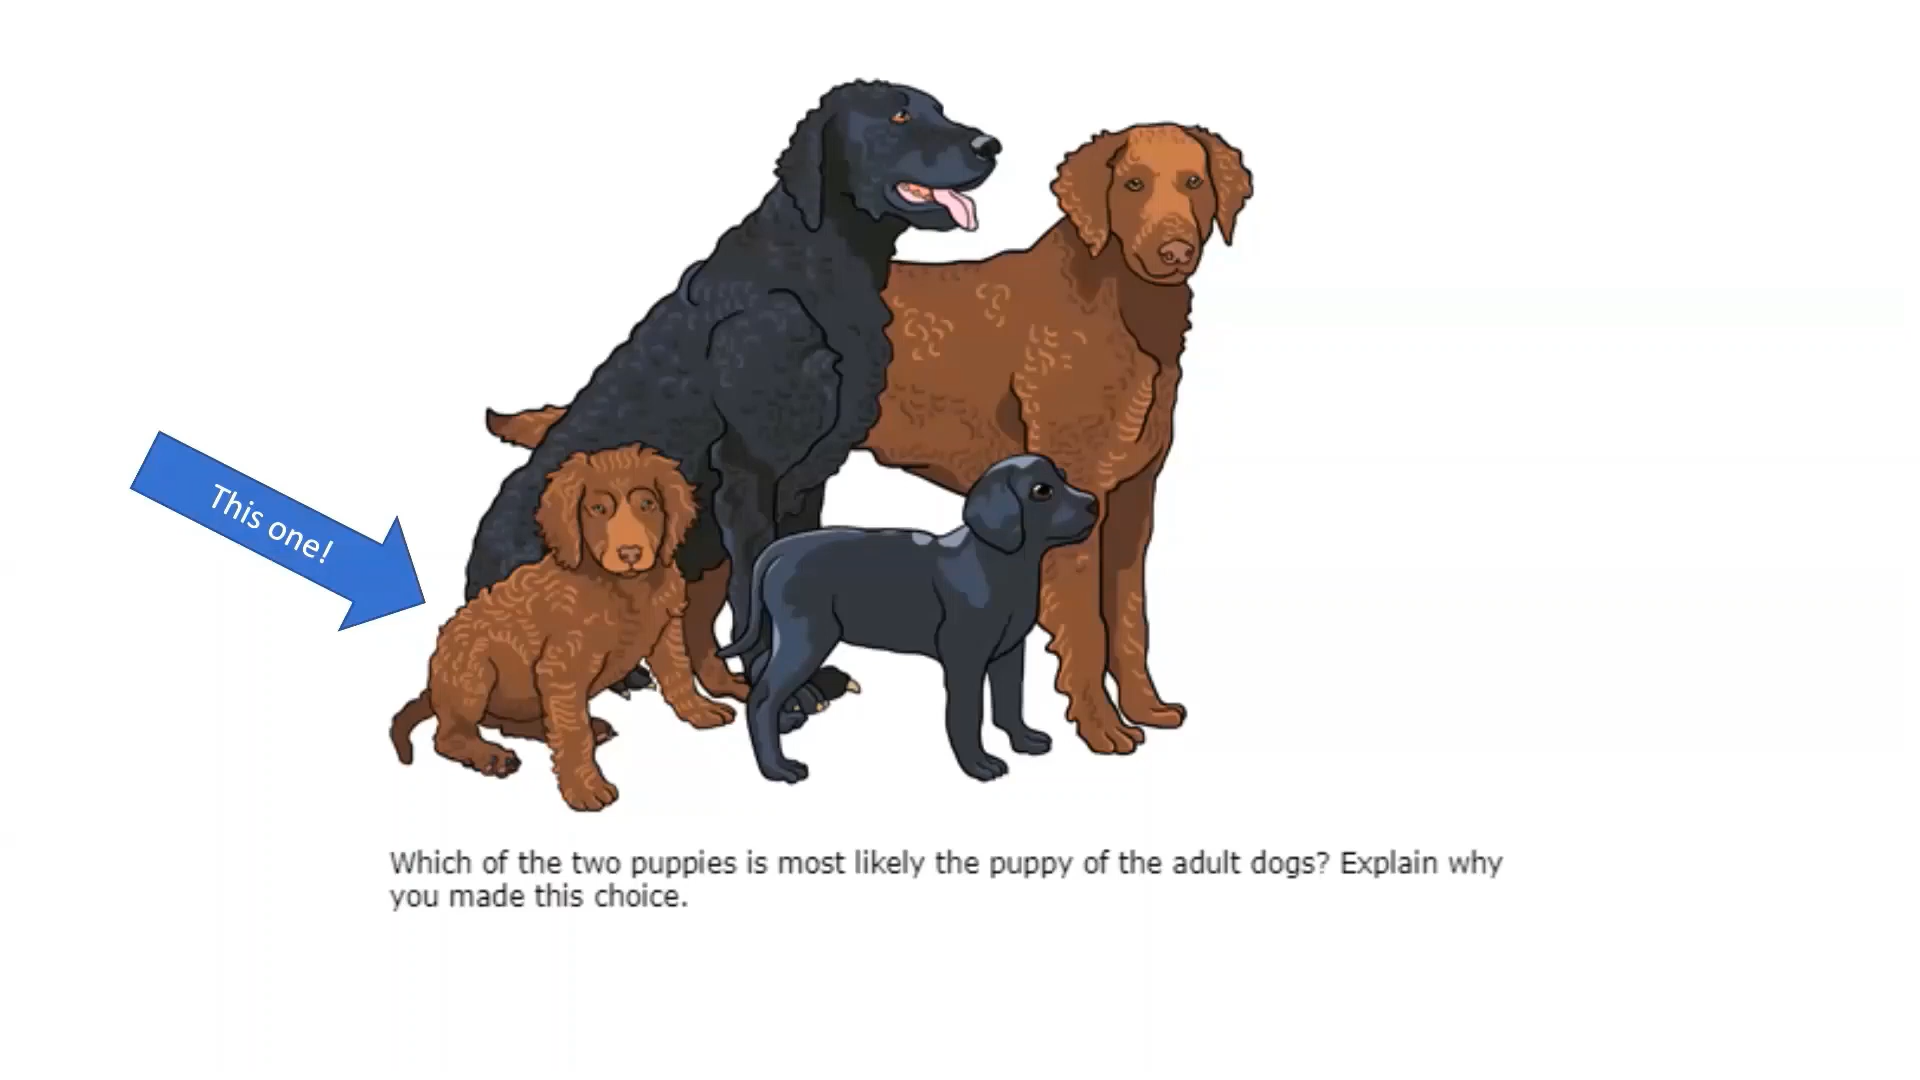 This one!
Which of the two puppies is most likely the puppy of the adult dogs? Explain why
you made this choice.